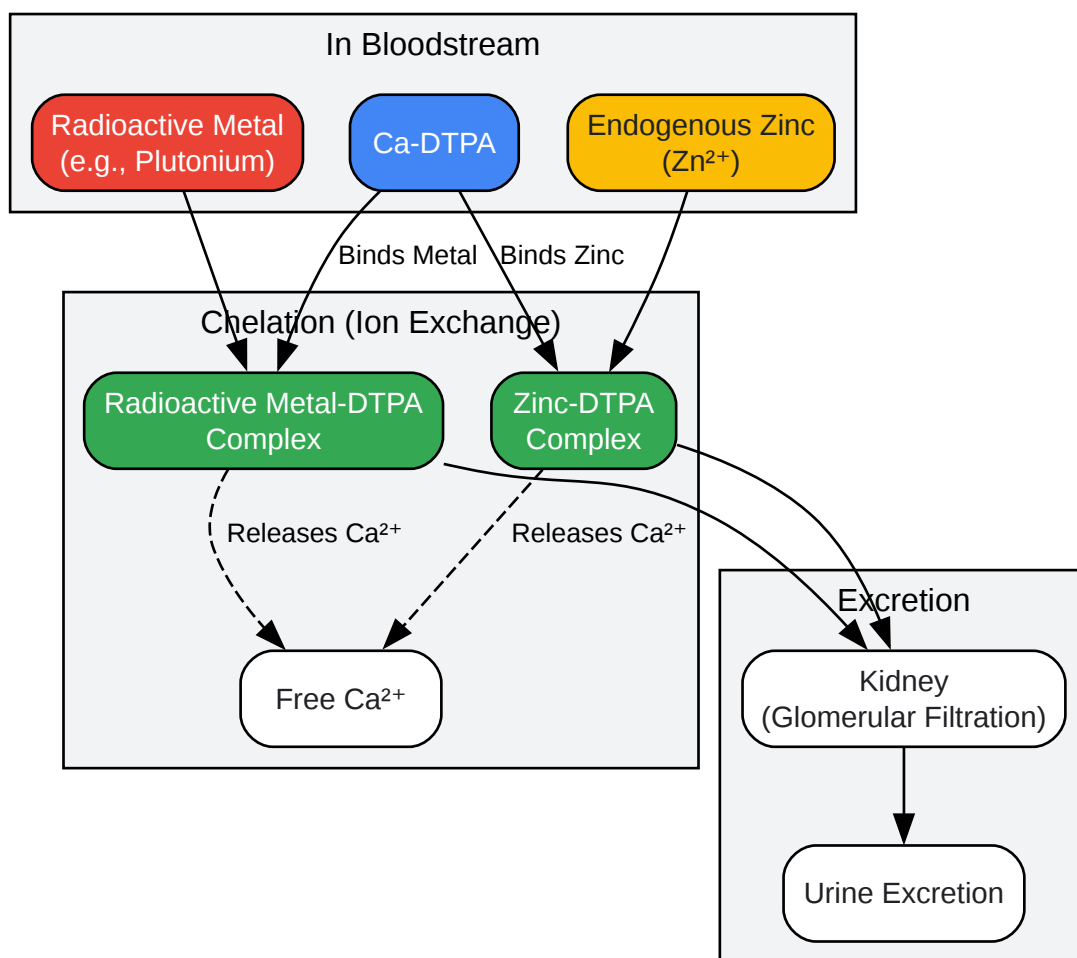 In Bloodstream
Radioactive Metal
(e.g., Plutonium)
Ca-DTPA
Endogenous Zinc
(Zn²⁺)
Binds Metal
Binds Zinc
Chelation (Ion Exchange)
Radioactive Metal-DTPA
Complex
Zinc-DTPA
Complex
Releases Ca²⁺
Releases Ca²⁺
Free Ca²⁺
Excretion
Kidney
(Glomerular Filtration)
Urine Excretion